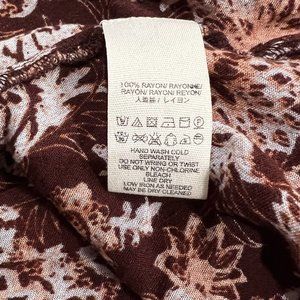 100% RAYON/RAYONNE
RAYON/RAYON/REYON/
人造絲/レイヨン
HAND WASH COLD
SEPARATELY
DO NOT WRING OR TWIST
USE ONLY NON-CHLORINE
BLEACH
LINE DRY
LOW IRON AS NEEDED
MAY BE DRY CLEANED